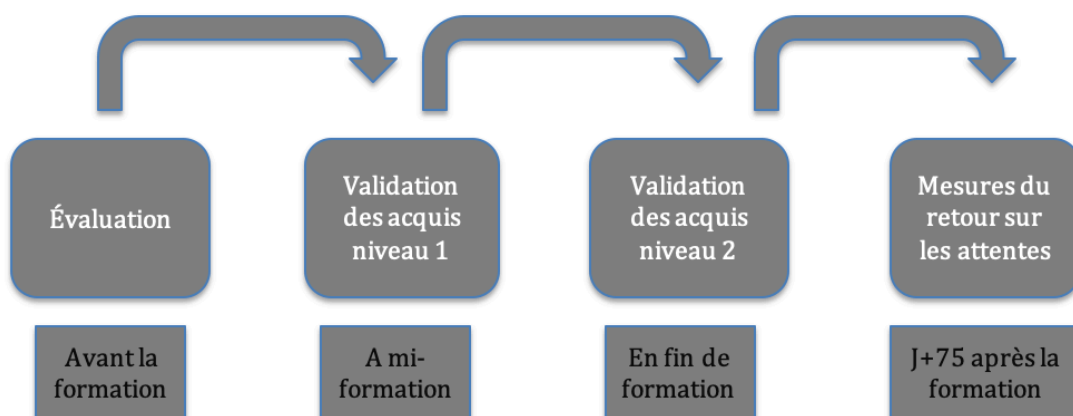 Évaluation
Validation
des acquis
niveau 1
Validation
des acquis
niveau 2
Mesures du
retour sur
les attentes
Avant la
formation
A mi-
formation
En fin de
formation
J+75 après la
formation